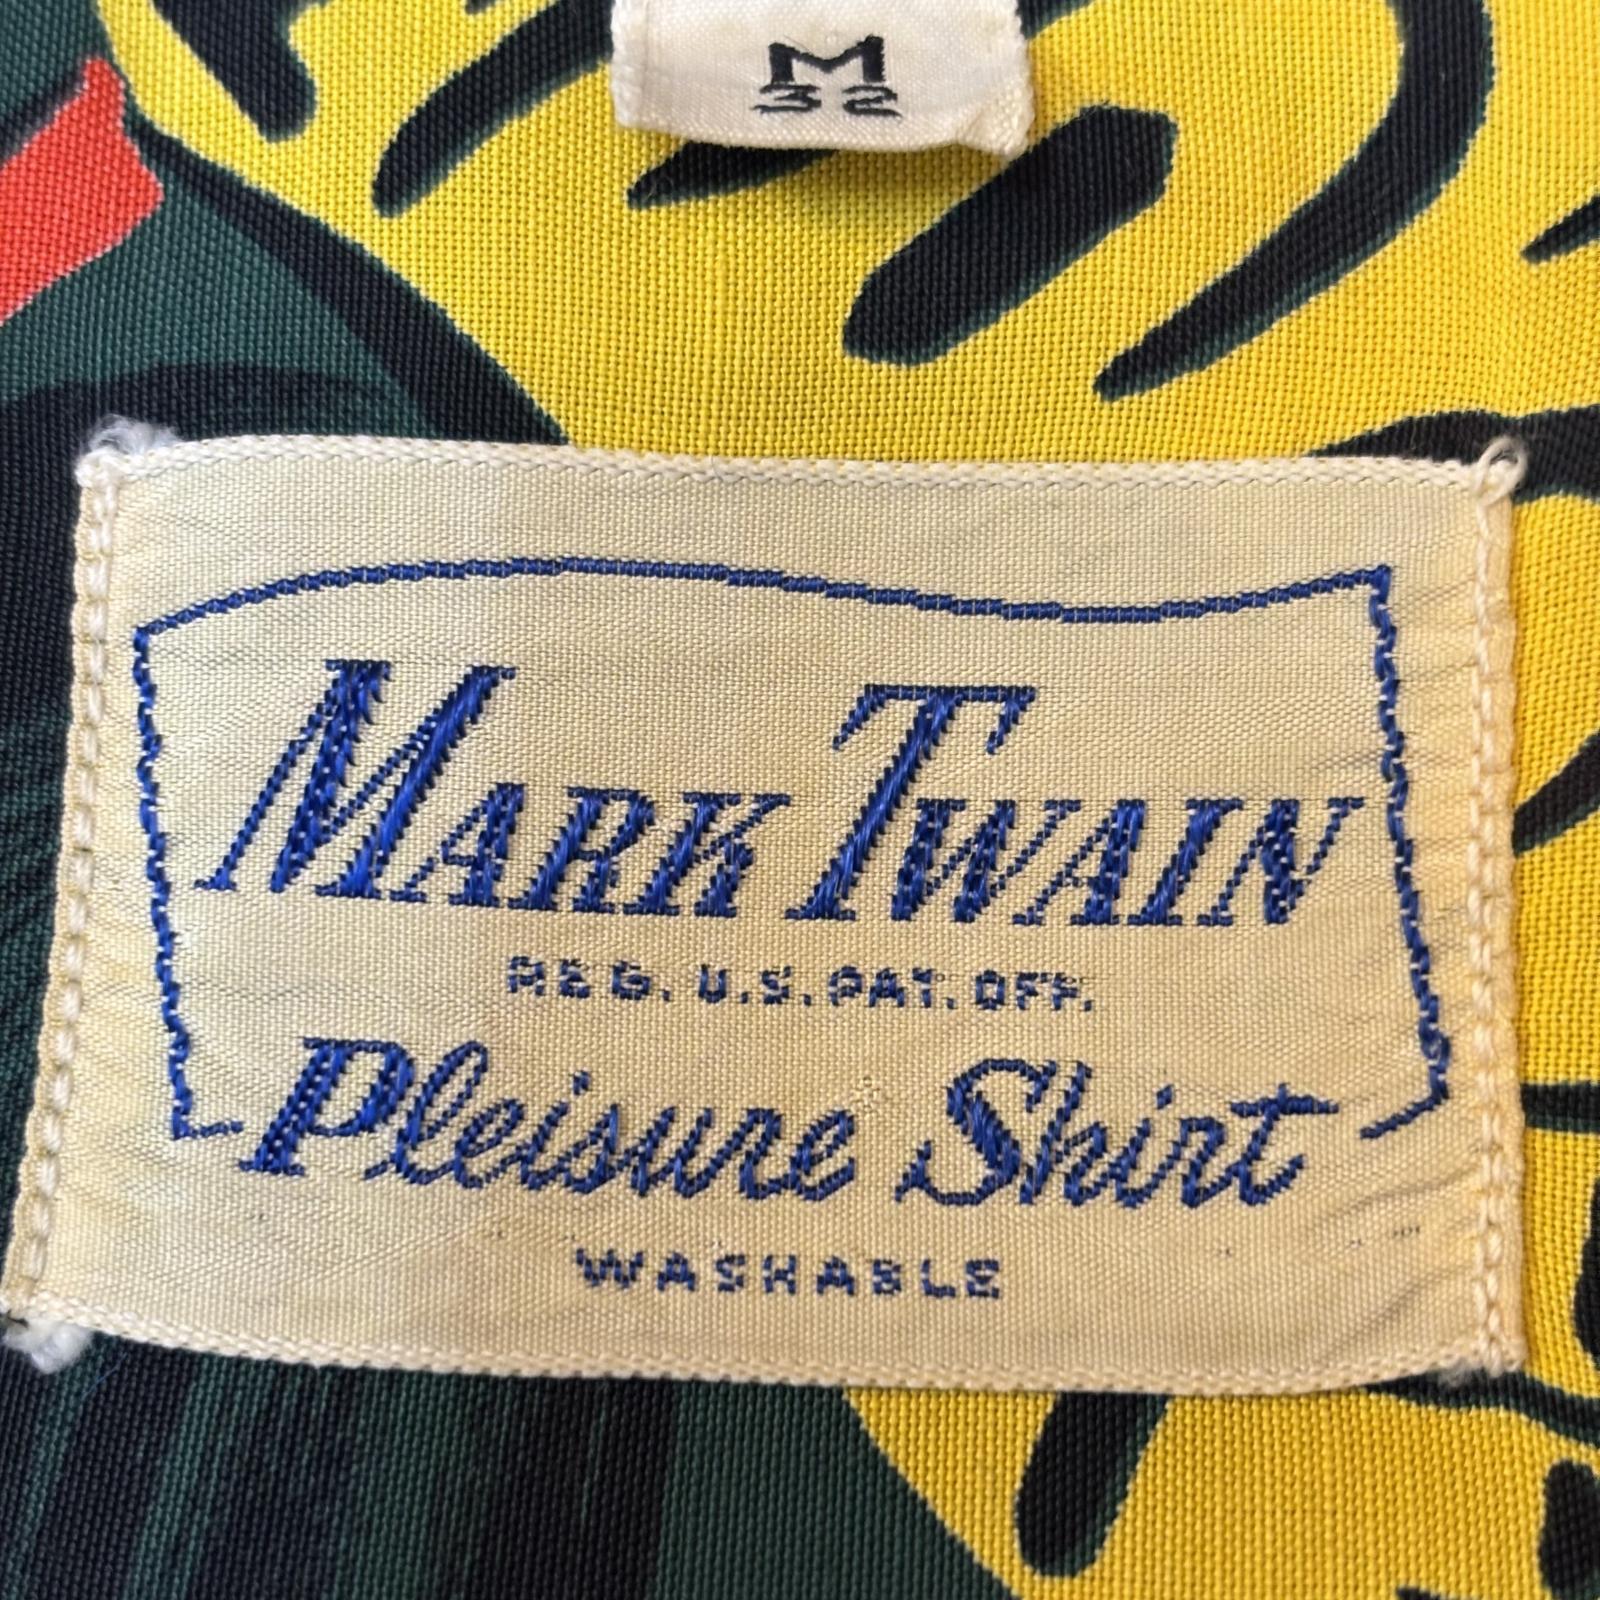 M
32
MARK TWAIN
REG. U.S. PAT. OFF.
Pleisure Shirt
WASHABLE